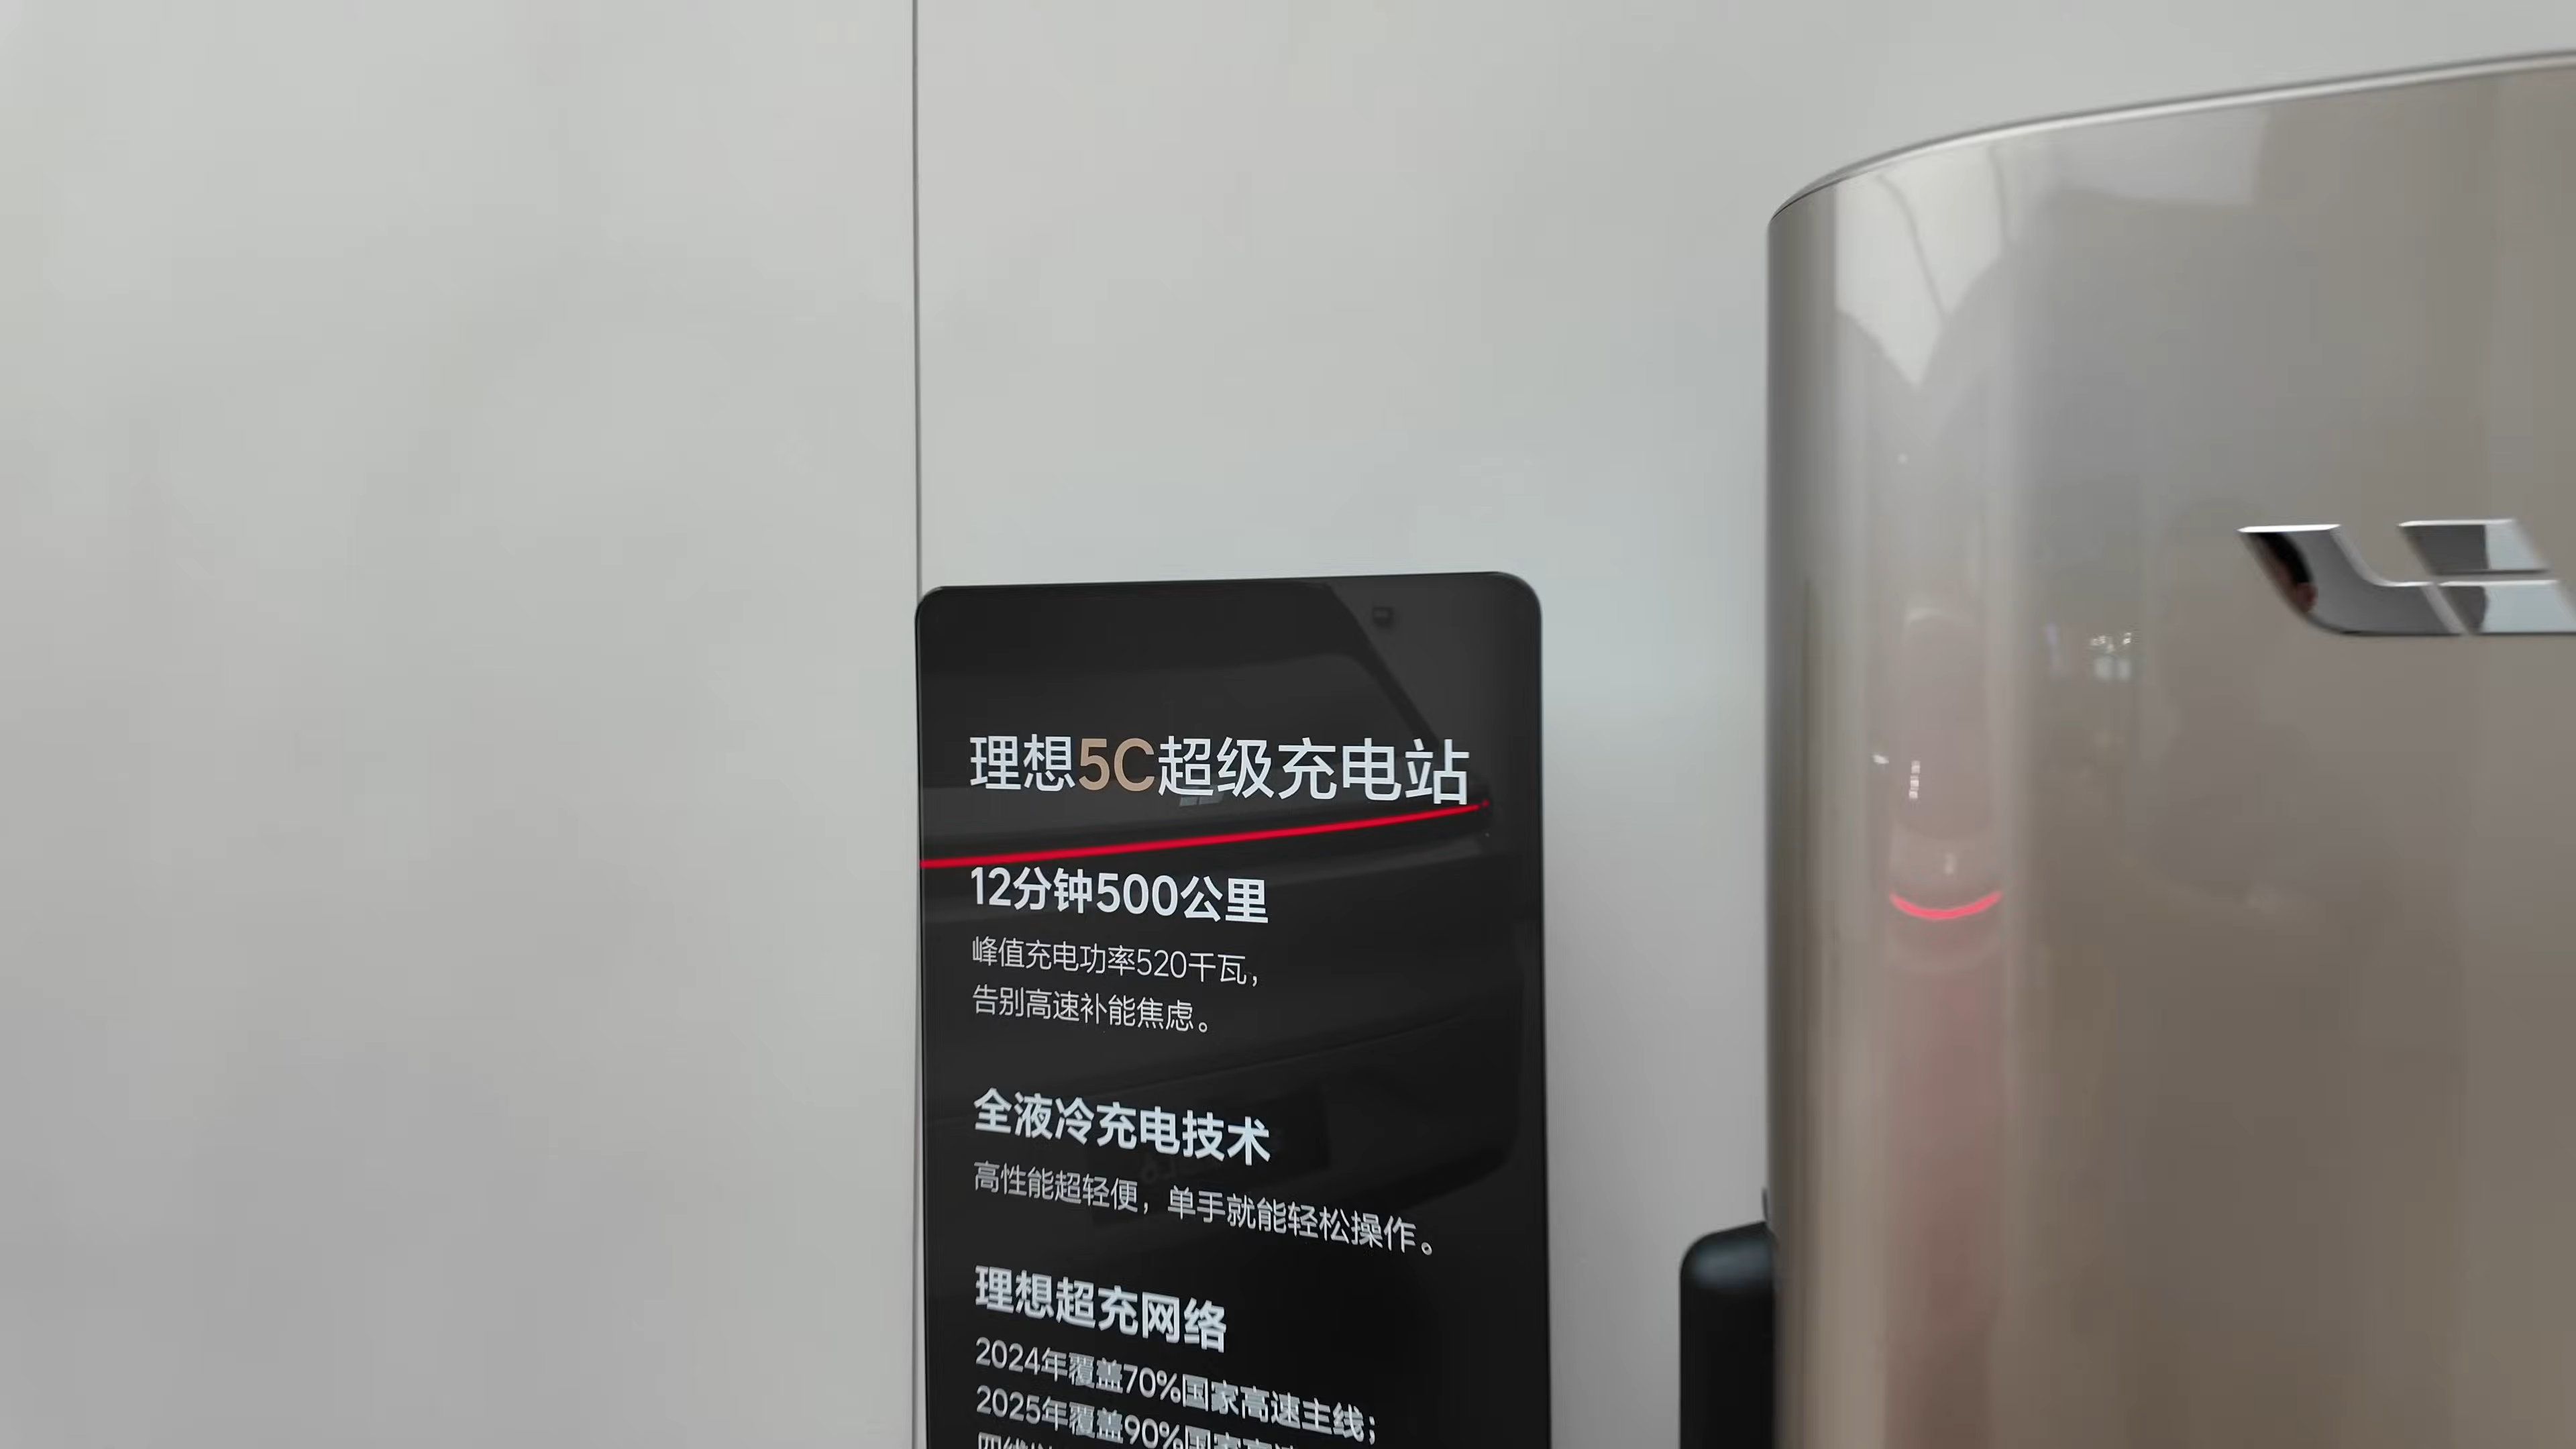 理想5C超级充电站
12分钟500公里
峰值充电功率520千瓦，
告别高速补能焦虑。
全液冷充电技术
高性能超轻便，单手就能轻松操作。
理想超充网络
2024年覆盖70%国家高速主线；
2025年覆盖90%国家高速